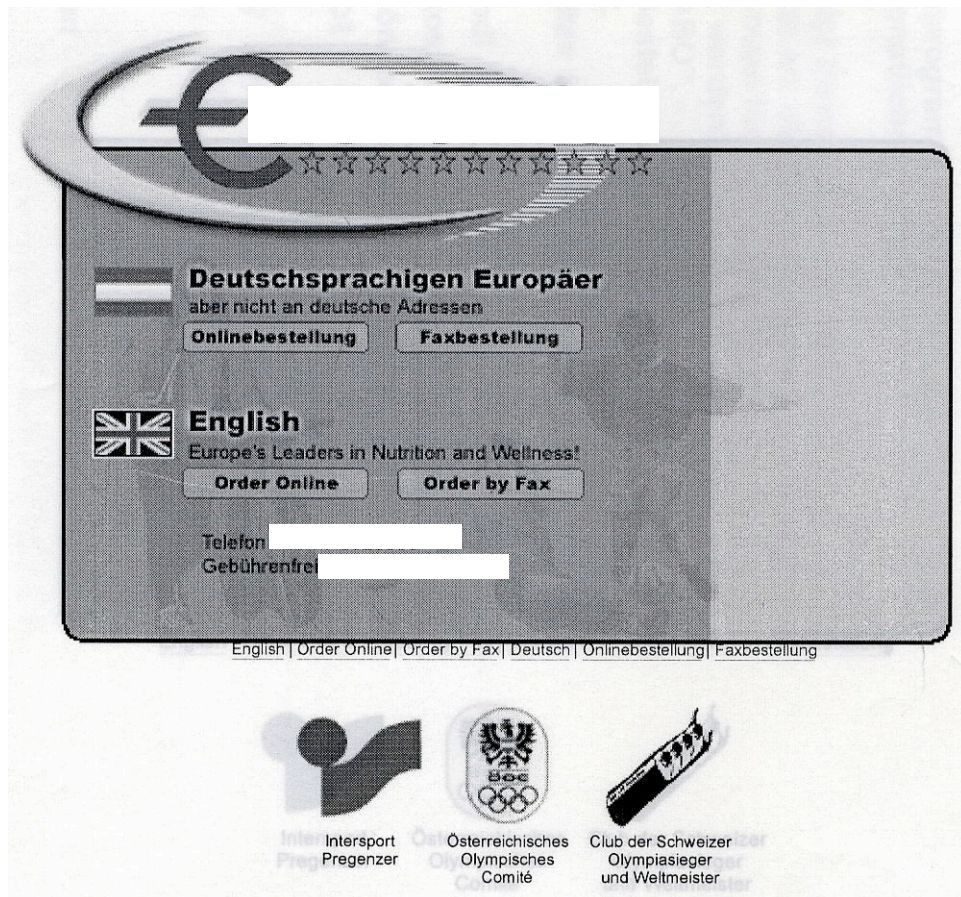 Deutschsprachigen Europäer
aber nicht an deutsche Adressen
Onlinebestellung Faxbestellung
English
Europe's Leaders in Nutrition and Wellness!
Order Online Order by Fax
Telefon
Gebührenfrei
English | Order Online | Order by Fax | Deutsch | Onlinebestellung | Faxbestellung
Intersport
Pregenzer
Österreichisches
Olympisches
Comité
Club der Schweizer
Olympiasieger
und Weltmeister